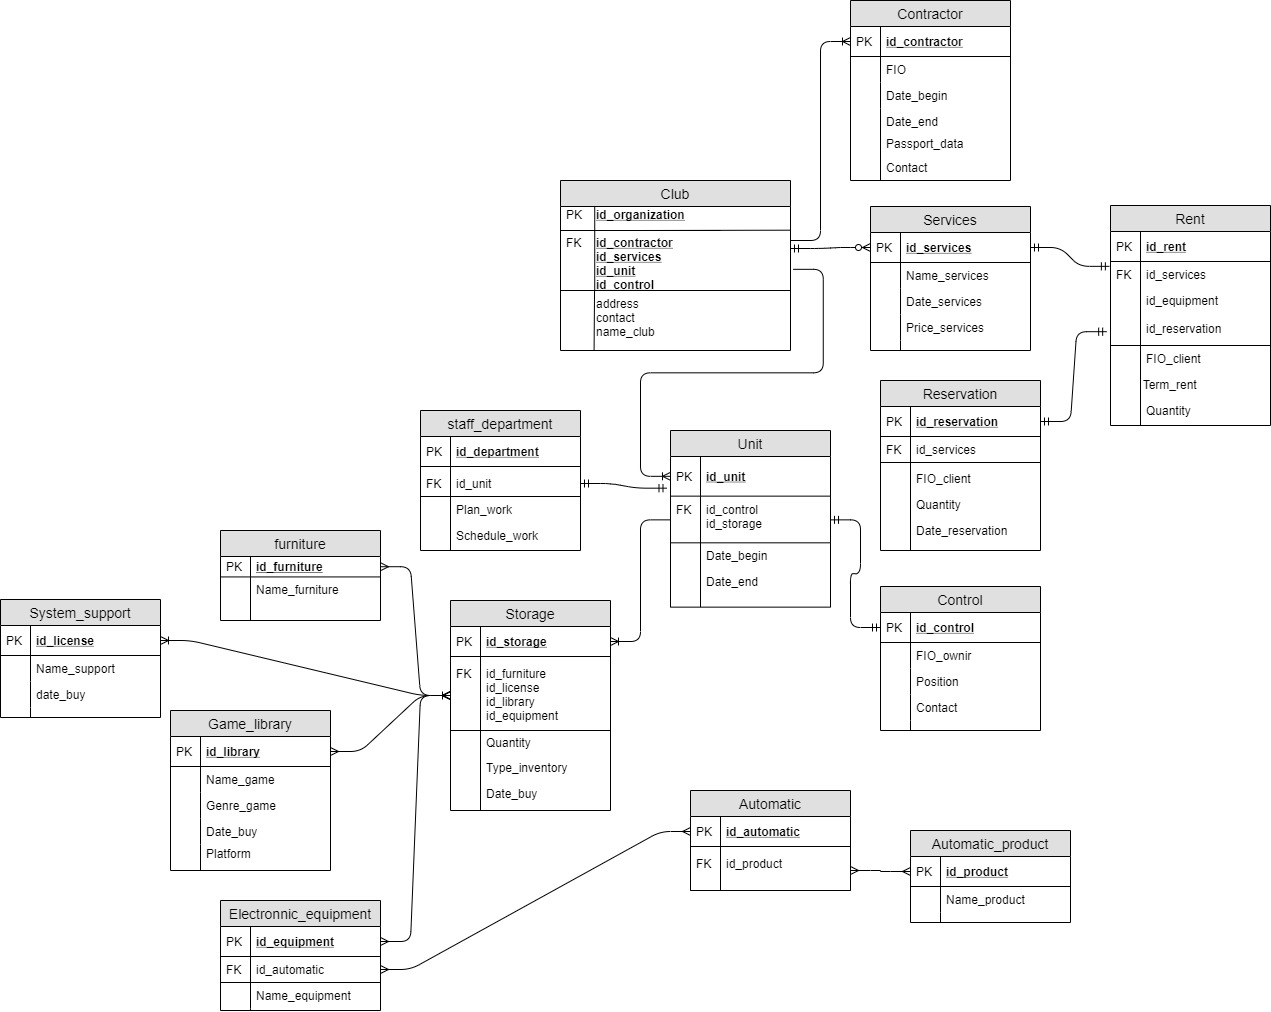 Contractor
PK id_contractor
FIO
Date_begin
Date_end
Passport_data
Contact
Club
PK id_organization
FK id_contractor
id_services
id_unit
id_control
address
contact
name_club
Services
PK id_services
Name_services
Date_services
Price_services
Rent
PK id_rent
FK id_services
id_equipment
id_reservation
FIO_client
Term_rent
Quantity
Reservation
PK id_reservation
FK id_services
FIO_client
Quantity
Date_reservation
staff_department
PK id_department
FK id_unit
Plan_work
Schedule_work
Unit
PK id_unit
FK id_control
id_storage
Date_begin
Date_end
furniture
PK id_furniture
Name_furniture
System_support
PK id_license
Name_support
date_buy
Storage
PK id_storage
FK id_furniture
id_license
id_library
id_equipment
Quantity
Type_inventory
Date_buy
Control
PK id_control
FIO_ownir
Position
Contact
Game_library
PK id_library
Name_game
Genre_game
Date_buy
Platform
Automatic
PK id_automatic
FK id_product
Automatic_product
PK id_product
Name_product
Electronnic_equipment
PK id_equipment
FK id_automatic
Name_equipment